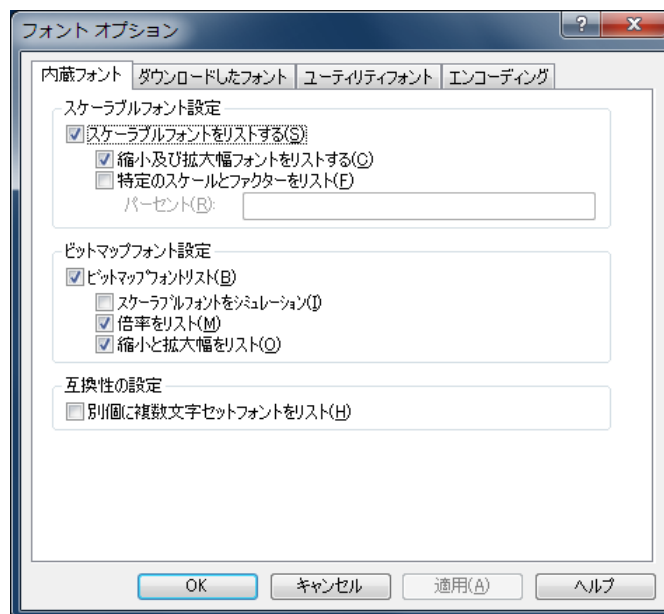 フォント オプション
内蔵フォント ダウンロードしたフォント ユーティリティフォント エンコーディング
スケーラブルフォント設定
スケーラブルフォントをリストする(S)
縮小及び拡大幅フォントをリストする(C)
特定のスケールとファクターをリスト(F)
パーセント(R):
ビットマップフォント設定
ビットマップフォントリスト(B)
スケーラブルフォントをシミュレーション(I)
倍率をリスト(M)
縮小と拡大幅をリスト(O)
互換性の設定
別個に複数文字セットフォントをリスト(H)
OK キャンセル 適用(A) ヘルプ